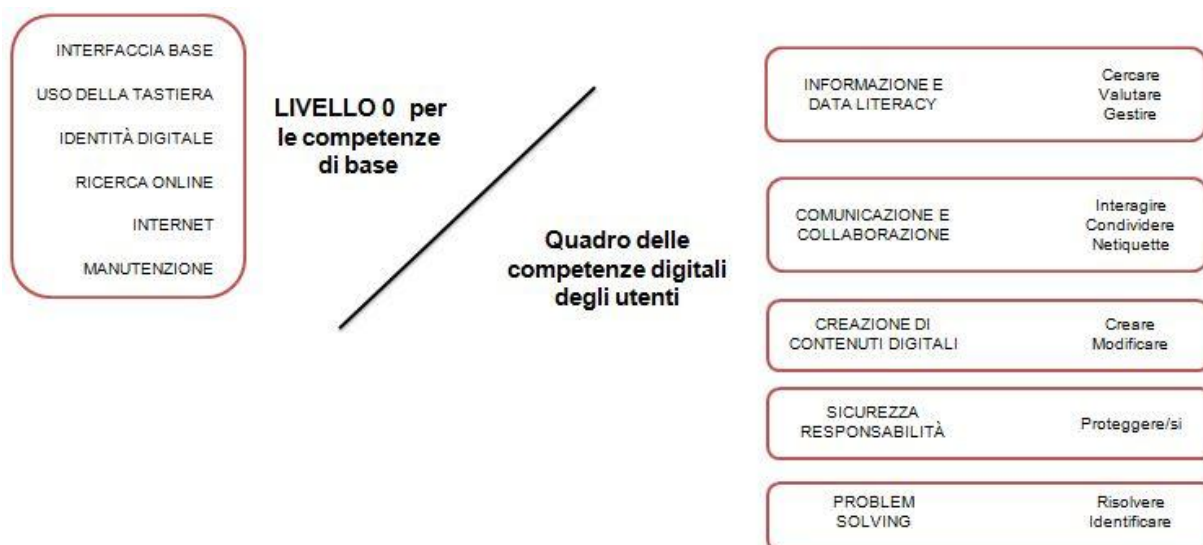 INTERFACCIA BASE
USO DELLA TASTIERA
IDENTITÀ DIGITALE
RICERCA ONLINE
INTERNET
MANUTENZIONE
LIVELLO 0 per
le competenze
di base
Quadro delle
competenze digitali
degli utenti
INFORMAZIONE E
DATA LITERACY
Cercare
Valutare
Gestire
COMUNICAZIONE E
COLLABORAZIONE
Interagire
Condividere
Netiquette
CREAZIONE DI
CONTENUTI DIGITALI
Creare
Modificare
SICUREZZA
RESPONSABILITÀ
Proteggere/si
PROBLEM
SOLVING
Risolvere
Identificare